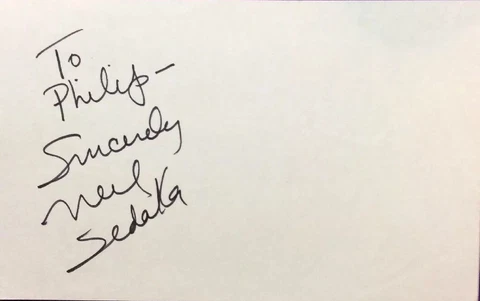 To
Philip-
Sincerely
Neil
Sedaka